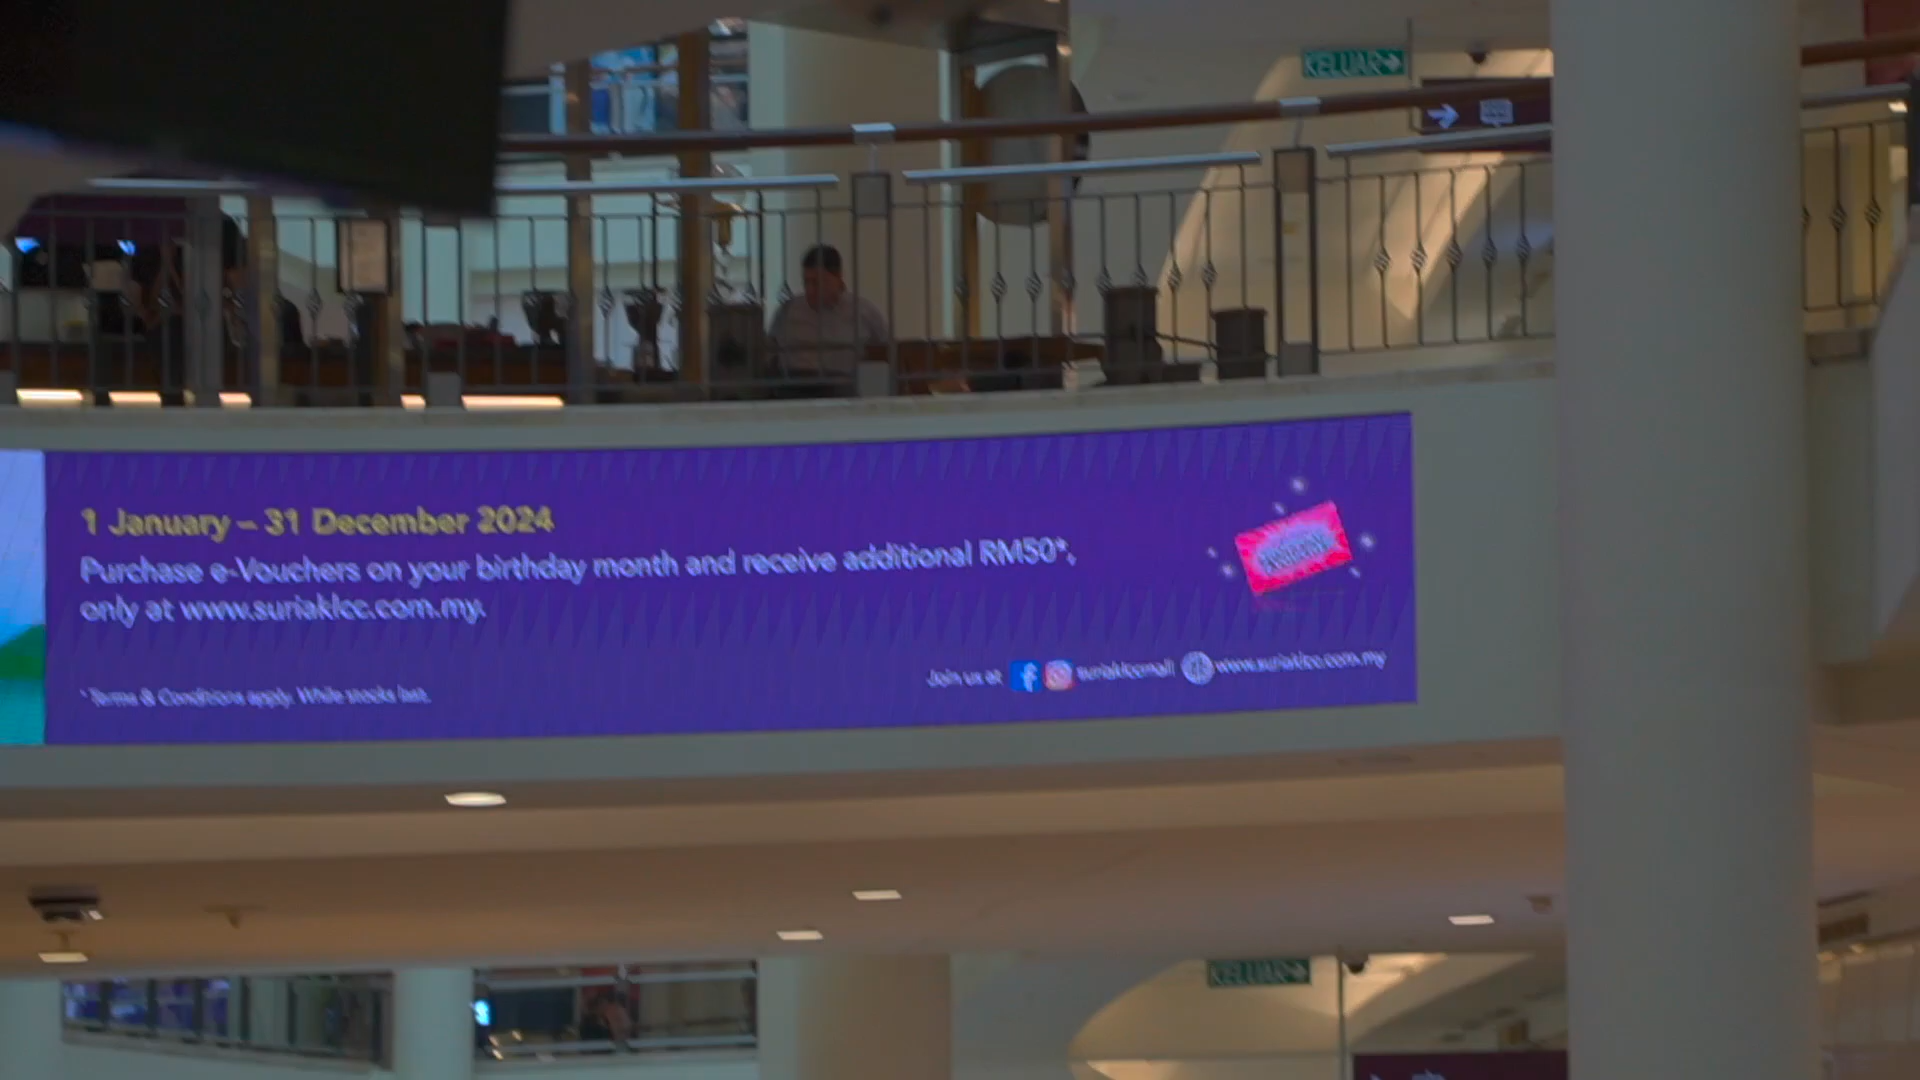 KELUAR
1 January – 31 December 2024
Purchase e-Vouchers on your birthday month and receive additional RM50*,
only at www.suriaklcc.com.my.
*Terms & Conditions apply. While stocks last.
Join us at suriaklccmall www.suriaklcc.com.my
KELUAR